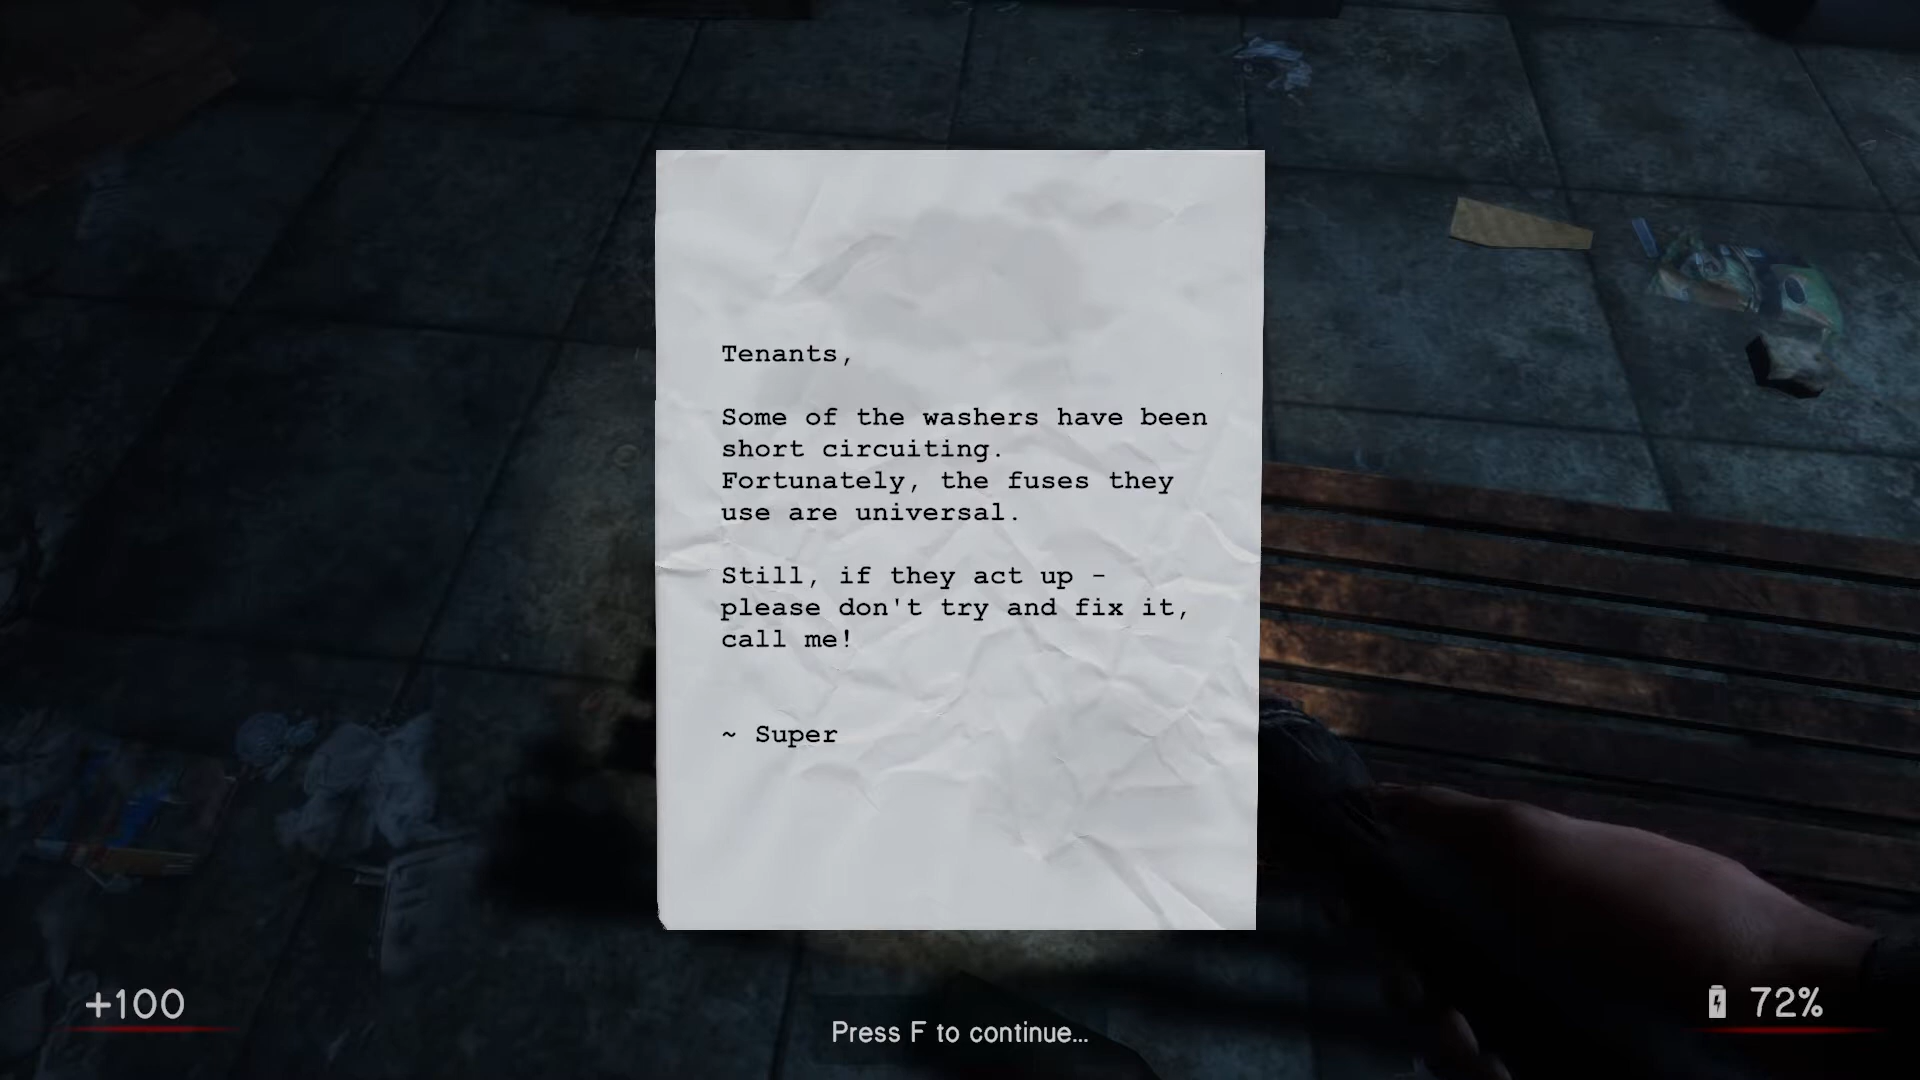 Tenants,
Some of the washers have been
short circuiting.
Fortunately, the fuses they
use are universal.
Still, if they act up -
please don't try and fix it,
call me!
~ Super
+100
72%
Press F to continue...